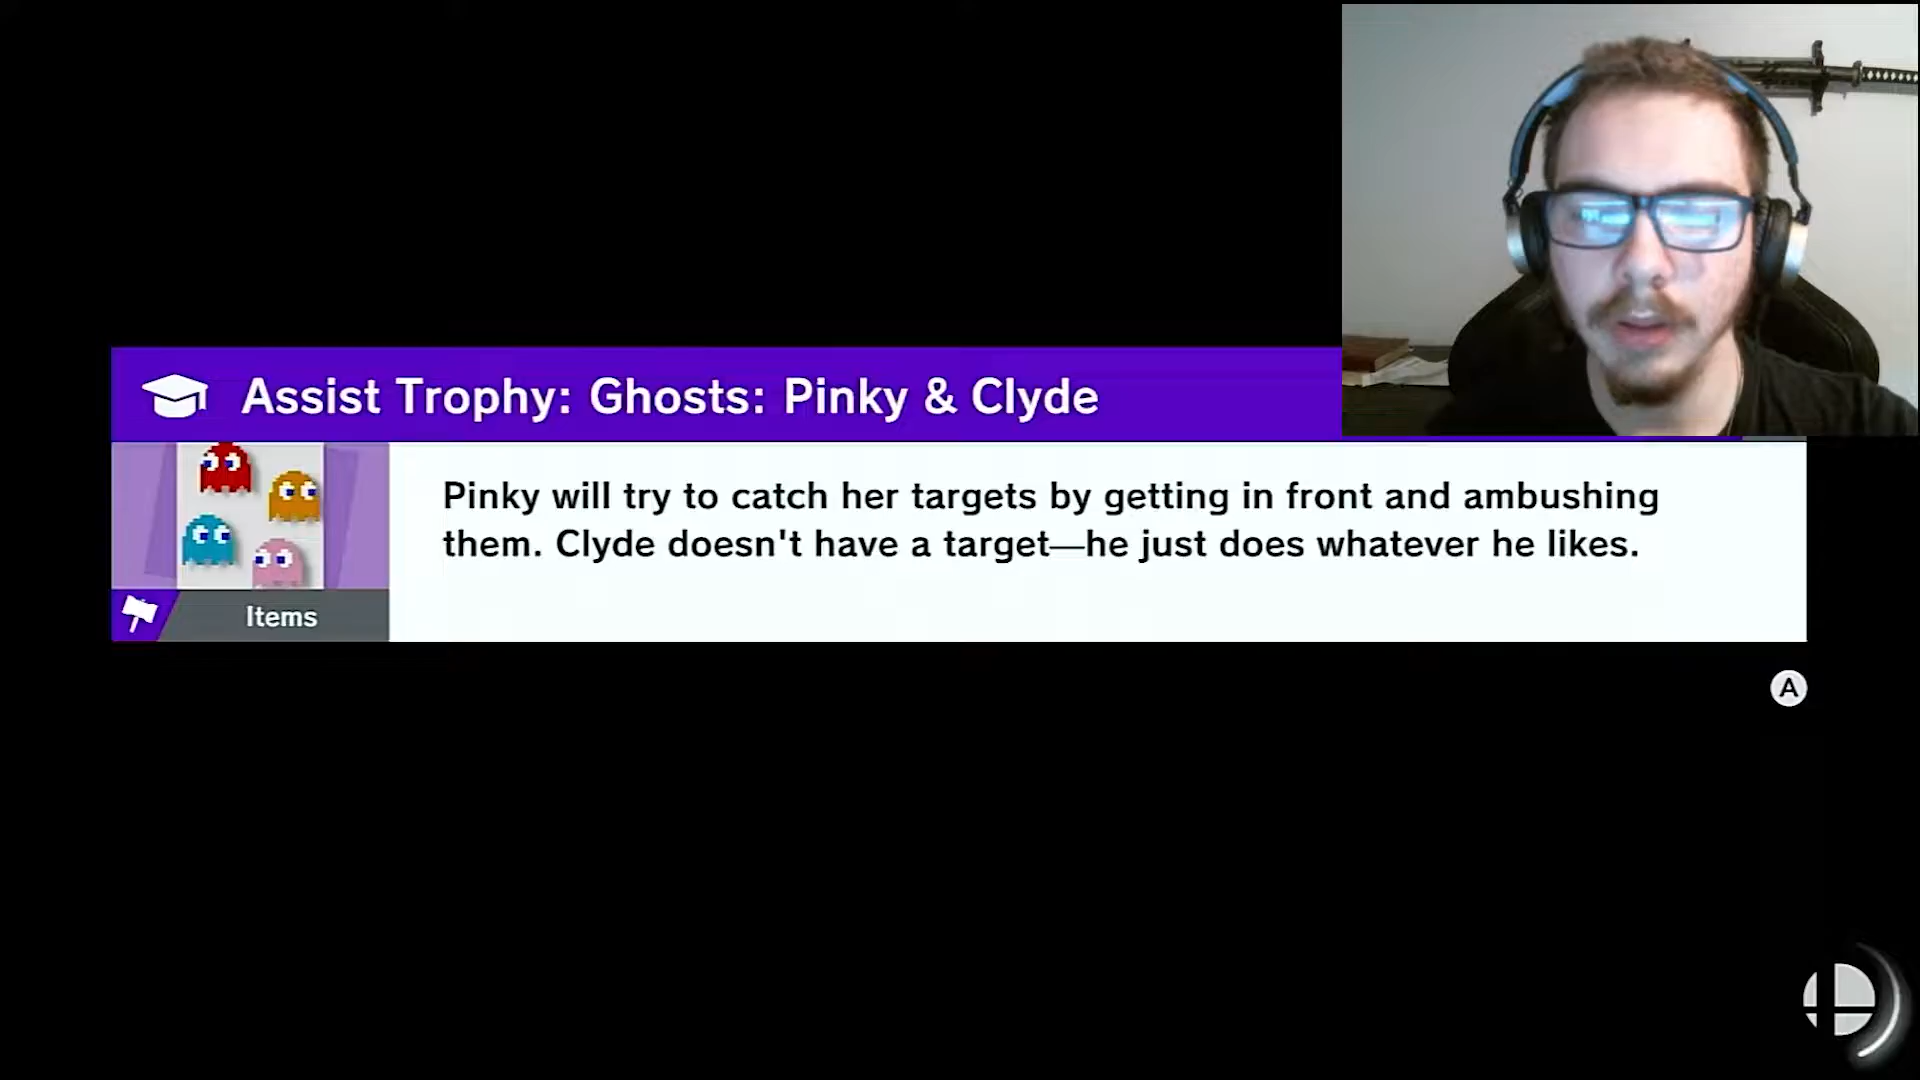 Assist Trophy: Ghosts: Pinky & Clyde
Pinky will try to catch her targets by getting in front and ambushing
them. Clyde doesn't have a target—he just does whatever he likes.
Items
A